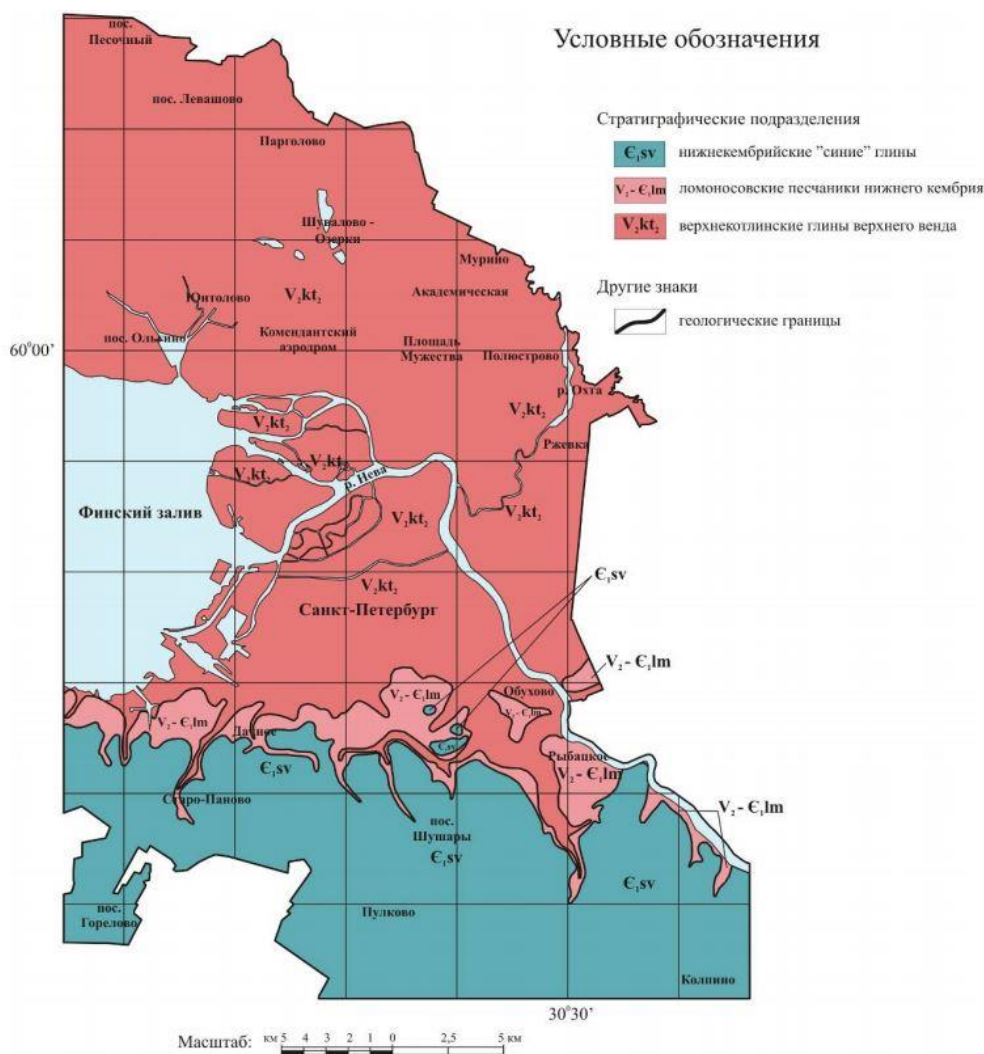 Условные обозначения
Стратиграфические подразделения
Є₁sv нижнекембрийские "синие" глины
V₂ - Є₁lm ломоносовские песчаники нижнего кембрия
V₂kt₂ верхнекотлинские глины верхнего венда
Другие знаки
геологические границы
пос.
Песочный
пос. Левашово
Парголово
Шувалово -
Озерки
Мурино
Юнтолово
V₂kt₂
Академическая
пос. Ольгино
Комендантский
аэродром
Площадь
Мужества
Полюстрово
60°00’
р. Охта
V₂kt₂
V₂kt₂
Ржевка
V₂kt₂
V₂kt₂
р. Нева
Финский залив
V₂kt₂
V₂kt₂
V₂kt₂
Є₁sv
Санкт-Петербург
V₂ - Є₁lm
V₂ - Є₁lm
Обухово
V₂ - Є₁lm
V₂ - Є₁lm
Дачное
Є₁sv
Рыбацкое
Є₁sv
V₂ - Є₁lm
Старо-Паново
V₂ - Є₁lm
пос.
Шушары
Є₁sv
Є₁sv
пос.
Горелово
Пулково
Колпино
30°30’
Масштаб: км 5 4 3 2 1 0 2,5 5 км